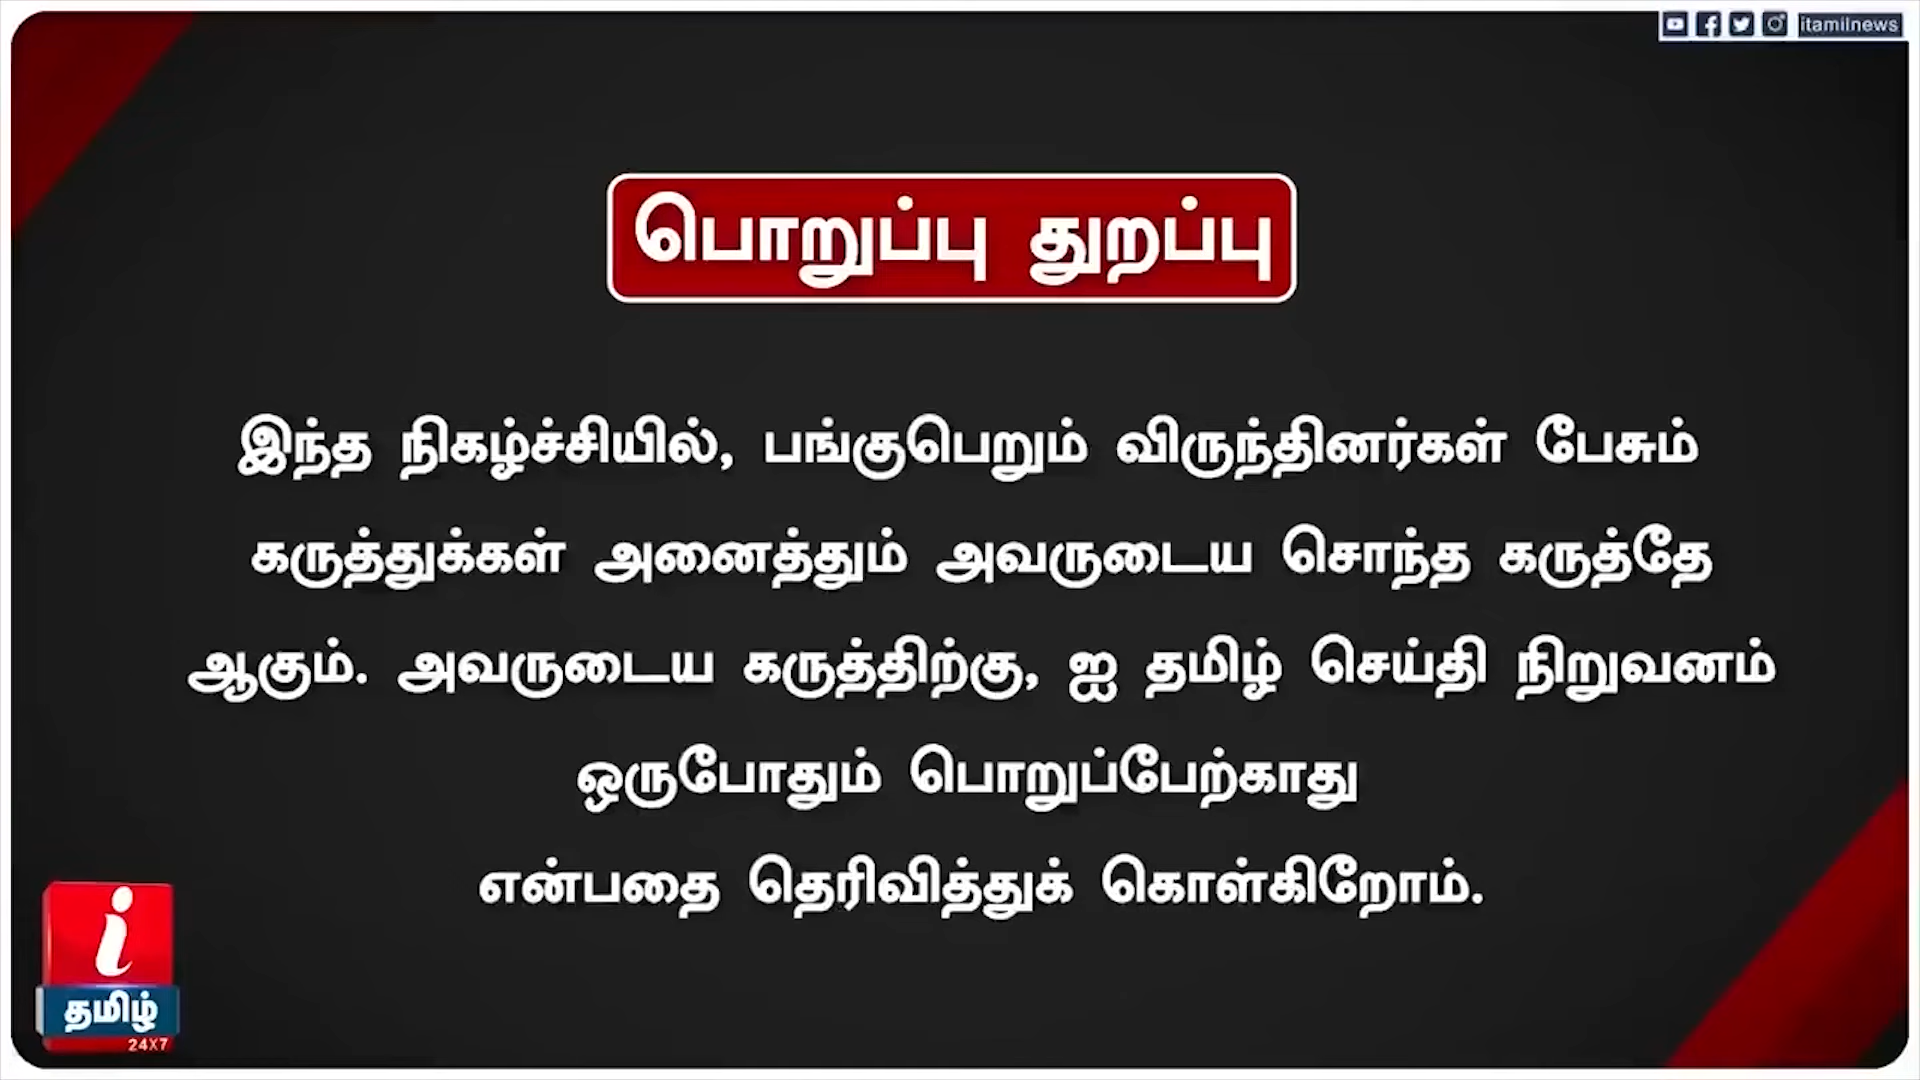 itamilnews
பொறுப்பு துறப்பு
இந்த நிகழ்ச்சியில், பங்குபெறும் விருந்தினர்கள் பேசும்
கருத்துக்கள் அனைத்தும் அவருடைய சொந்த கருத்தே
ஆகும். அவருடைய கருத்திற்கு, ஐ தமிழ் செய்தி நிறுவனம்
ஒருபோதும் பொறுப்பேற்காது
என்பதை தெரிவித்துக் கொள்கிறோம்.
i
தமிழ்
24X7